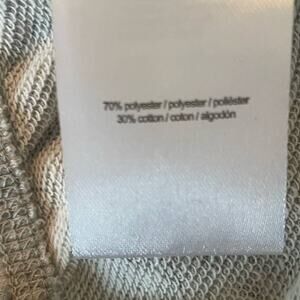 70% polyester / polyester / poliéster
30% cotton / coton / algodón